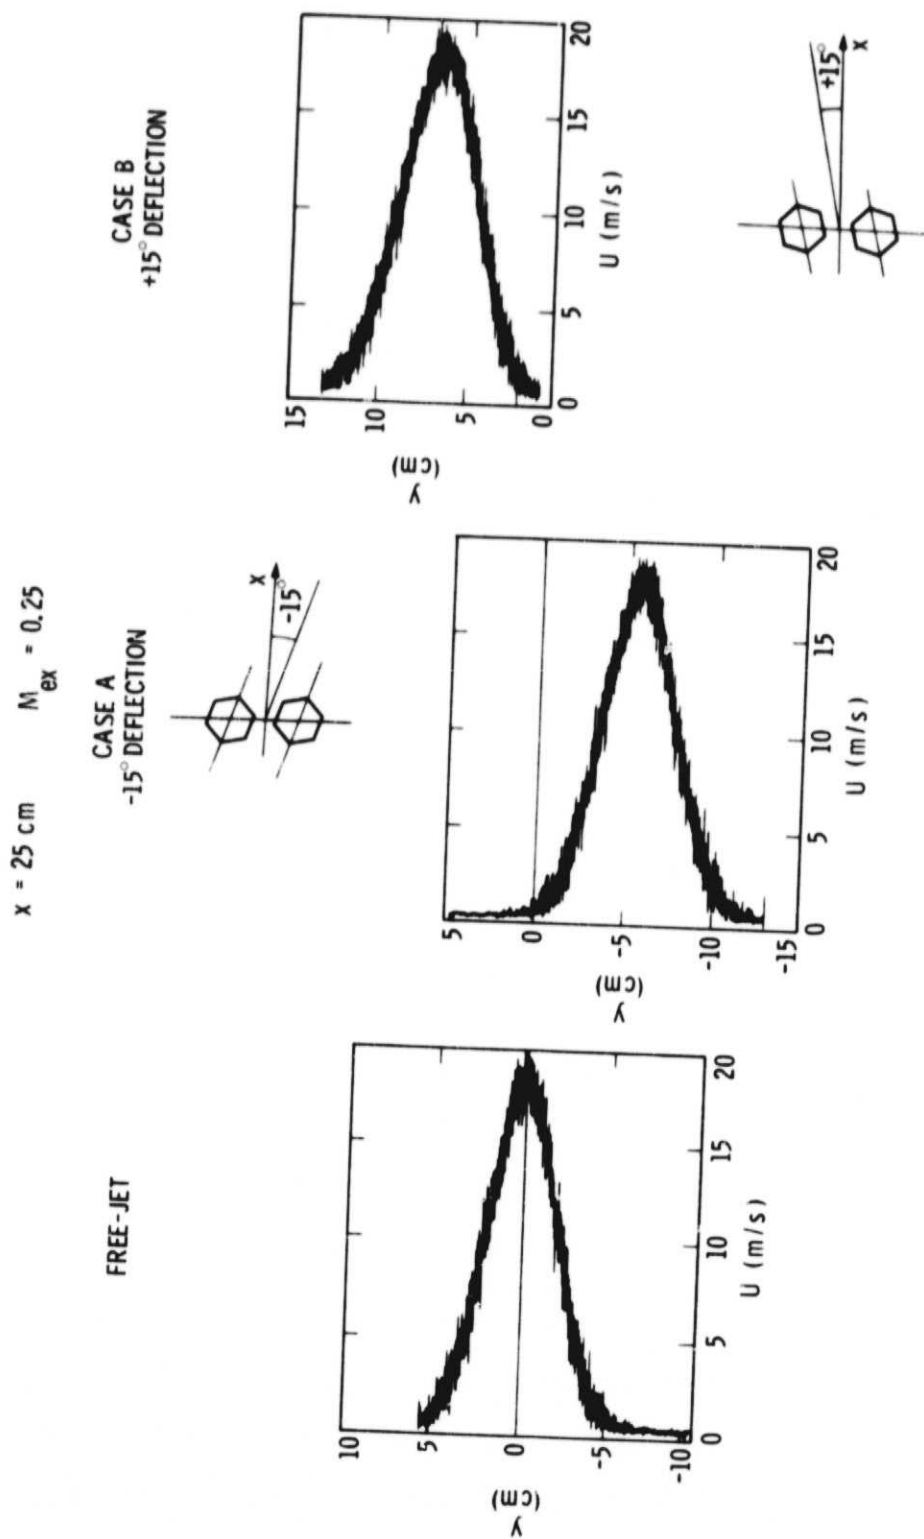 x = 25 cm M_ex = 0.25
FREE-JET
10
5
0
-5
-10
y
(cm)
0 5 10 15 20
U (m/s)
CASE A
-15° DEFLECTION
x
-15°
5
0
-5
-10
-15
y
(cm)
0 5 10 15 20
U (m/s)
CASE B
+15° DEFLECTION
15
10
5
0
y
(cm)
0 5 10 15 20
U (m/s)
+15°
x